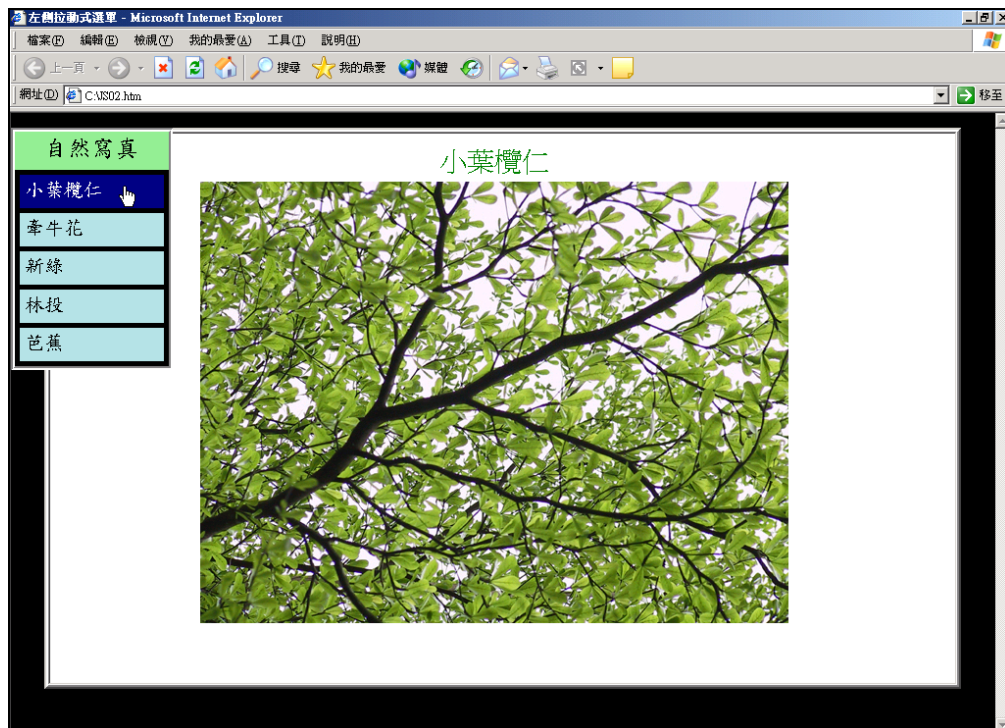 左側拉動式選單 - Microsoft Internet Explorer
檔案(F) 編輯(E) 檢視(V) 我的最愛(A) 工具(T) 說明(H)
上一頁 搜尋 我的最愛 媒體
網址(D) C:\JS02.htm 移至
自然寫真
小葉欖仁
小葉欖仁
牽牛花
新綠
林投
芭蕉